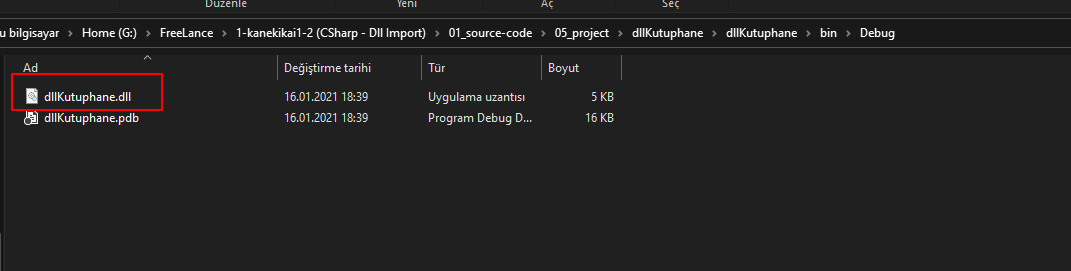 Düzenle Yeni Aç Seç
u bilgisayar > Home (G:) > FreeLance > 1-kanekikai1-2 (CSharp - Dll Import) > 01_source-code > 05_project > dllKutuphane > dllKutuphane > bin > Debug
Ad Değiştirme tarihi Tür Boyut
dllKutuphane.dll 16.01.2021 18:39 Uygulama uzantısı 5 KB
dllKutuphane.pdb 16.01.2021 18:39 Program Debug D... 16 KB